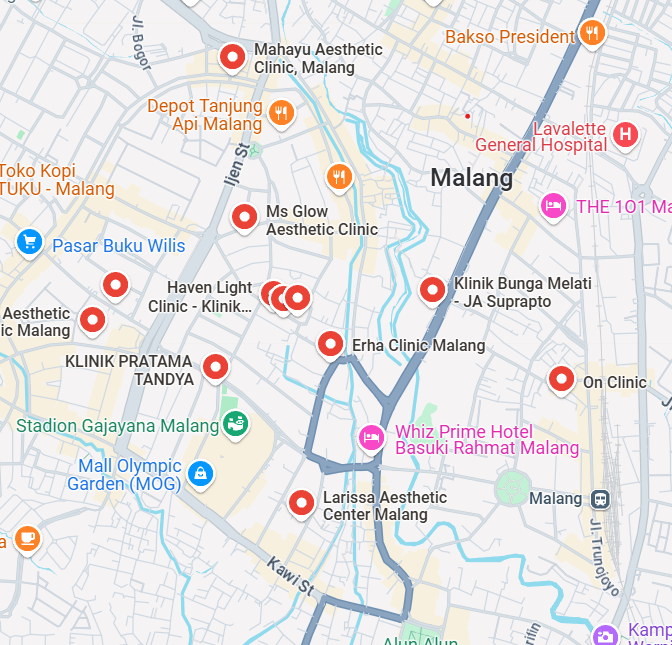 Jl. Bogor
Mahayu Aesthetic
Clinic, Malang
Bakso President
Depot Tanjung
Api Malang
Lavalette
General Hospital
H
Ijen St
Toko Kopi
TUKU - Malang
Malang
THE 1O1 Ma
Ms Glow
Aesthetic Clinic
Pasar Buku Wilis
Haven Light
Clinic - Klinik...
Klinik Bunga Melati
- JA Suprapto
Aesthetic
ic Malang
Erha Clinic Malang
KLINIK PRATAMA
TANDYA
On Clinic
Stadion Gajayana Malang
Whiz Prime Hotel
Basuki Rahmat Malang
Mall Olympic
Garden (MOG)
Larissa Aesthetic
Center Malang
Malang
a
Jl. Trunojoyo
Kawi St
Kamp
Alun Alun
rifin